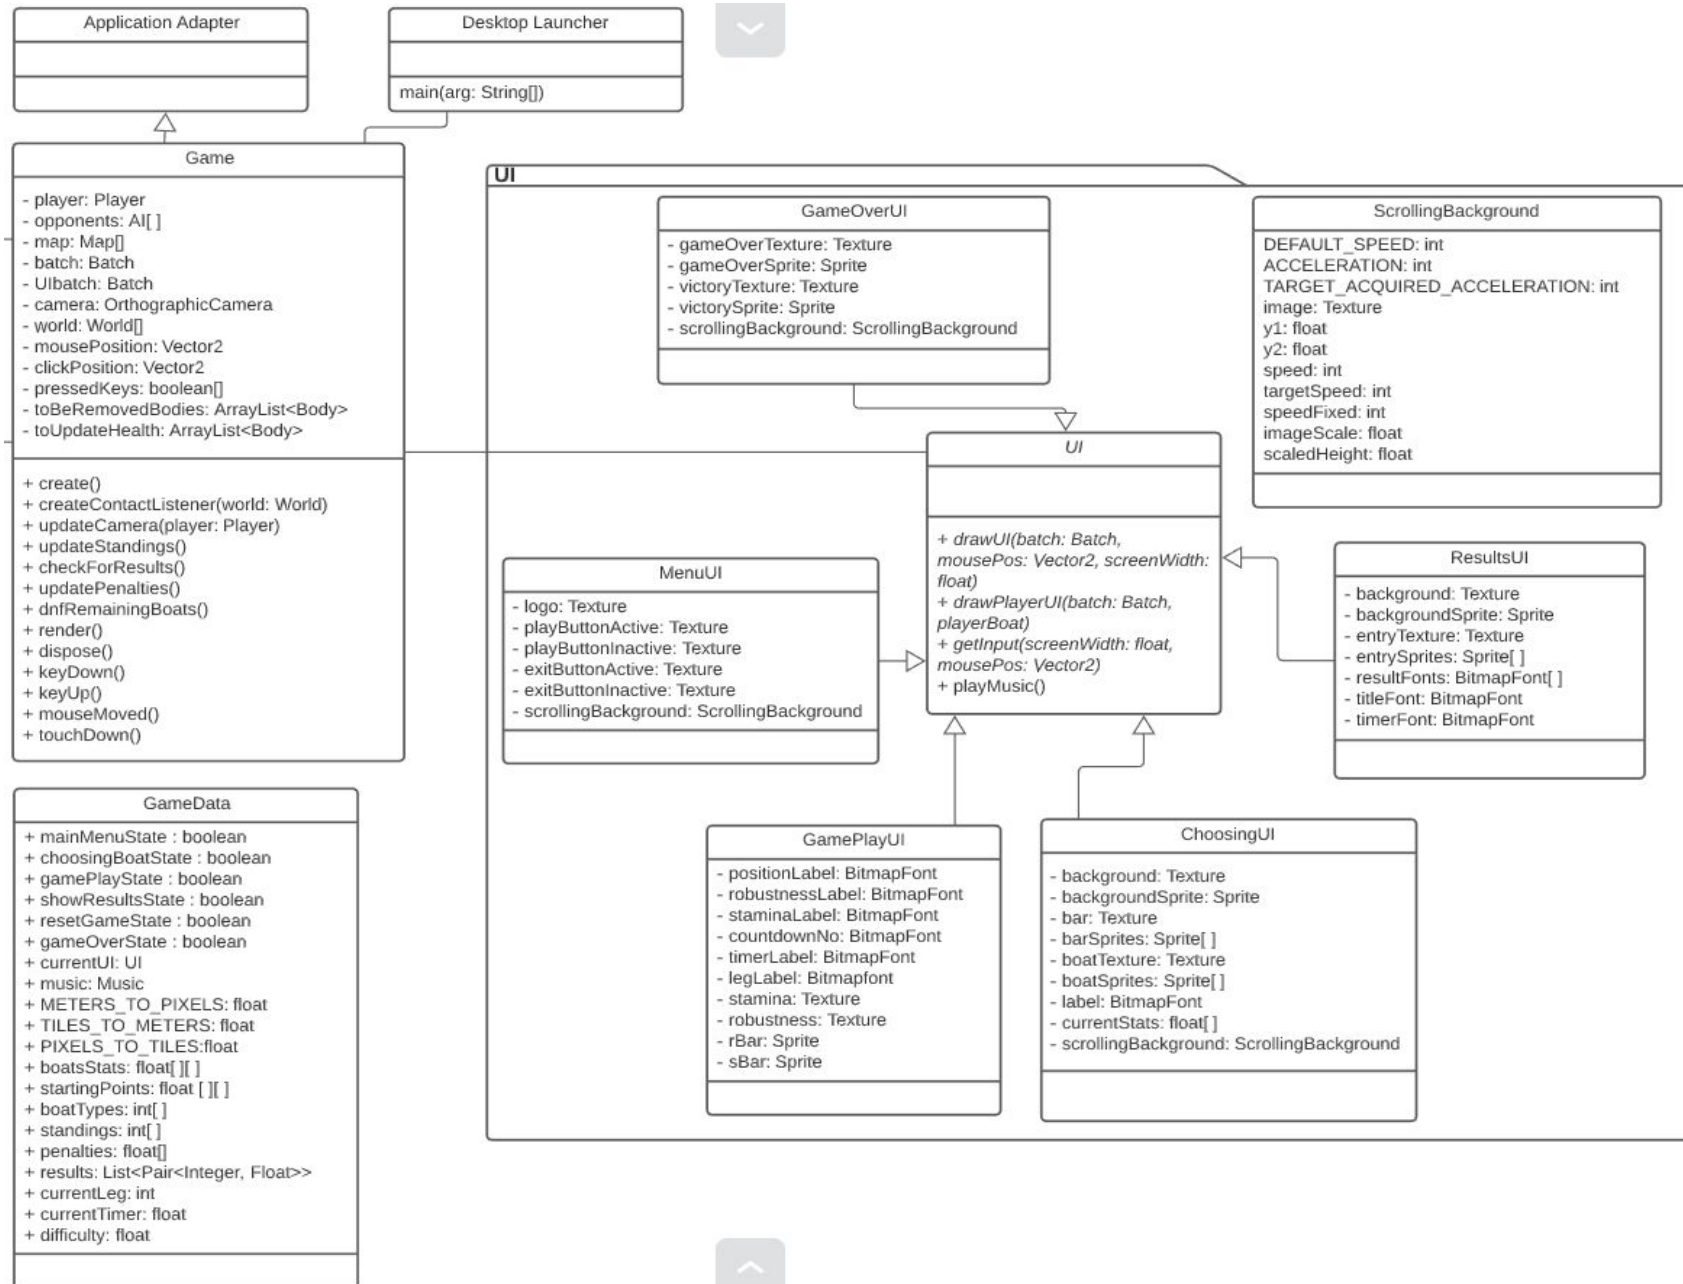 Application Adapter
Desktop Launcher
main(arg: String[])
Game
- player: Player
- opponents: AI[ ]
- map: Map[]
- batch: Batch
- UIbatch: Batch
- camera: OrthographicCamera
- world: World[]
- mousePosition: Vector2
- clickPosition: Vector2
- pressedKeys: boolean[]
- toBeRemovedBodies: ArrayList<Body>
- toUpdateHealth: ArrayList<Body>
+ create()
+ createContactListener(world: World)
+ updateCamera(player: Player)
+ updateStandings()
+ checkForResults()
+ updatePenalties()
+ dnfRemainingBoats()
+ render()
+ dispose()
+ keyDown()
+ keyUp()
+ mouseMoved()
+ touchDown()
GameData
+ mainMenuState : boolean
+ choosingBoatState : boolean
+ gamePlayState : boolean
+ showResultsState : boolean
+ resetGameState : boolean
+ gameOverState : boolean
+ currentUI: UI
+ music: Music
+ METERS_TO_PIXELS: float
+ TILES_TO_METERS: float
+ PIXELS_TO_TILES:float
+ boatsStats: float[ ][ ]
+ startingPoints: float [ ][ ]
+ boatTypes: int[ ]
+ standings: int[ ]
+ penalties: float[]
+ results: List<Pair<Integer, Float>>
+ currentLeg: int
+ currentTimer: float
+ difficulty: float
UI
GameOverUI
- gameOverTexture: Texture
- gameOverSprite: Sprite
- victoryTexture: Texture
- victorySprite: Sprite
- scrollingBackground: ScrollingBackground
ScrollingBackground
DEFAULT_SPEED: int
ACCELERATION: int
TARGET_ACQUIRED_ACCELERATION: int
image: Texture
y1: float
y2: float
speed: int
targetSpeed: int
speedFixed: int
imageScale: float
scaledHeight: float
UI
+ drawUI(batch: Batch,
mousePos: Vector2, screenWidth:
float)
+ drawPlayerUI(batch: Batch,
playerBoat)
+ getInput(screenWidth: float,
mousePos: Vector2)
+ playMusic()
MenuUI
- logo: Texture
- playButtonActive: Texture
- playButtonInactive: Texture
- exitButtonActive: Texture
- exitButtonInactive: Texture
- scrollingBackground: ScrollingBackground
ResultsUI
- background: Texture
- backgroundSprite: Sprite
- entryTexture: Texture
- entrySprites: Sprite[ ]
- resultFonts: BitmapFont[ ]
- titleFont: BitmapFont
- timerFont: BitmapFont
GamePlayUI
- positionLabel: BitmapFont
- robustnessLabel: BitmapFont
- staminaLabel: BitmapFont
- countdownNo: BitmapFont
- timerLabel: BitmapFont
- legLabel: Bitmapfont
- stamina: Texture
- robustness: Texture
- rBar: Sprite
- sBar: Sprite
ChoosingUI
- background: Texture
- backgroundSprite: Sprite
- bar: Texture
- barSprites: Sprite[ ]
- boatTexture: Texture
- boatSprites: Sprite[ ]
- label: BitmapFont
- currentStats: float[ ]
- scrollingBackground: ScrollingBackground